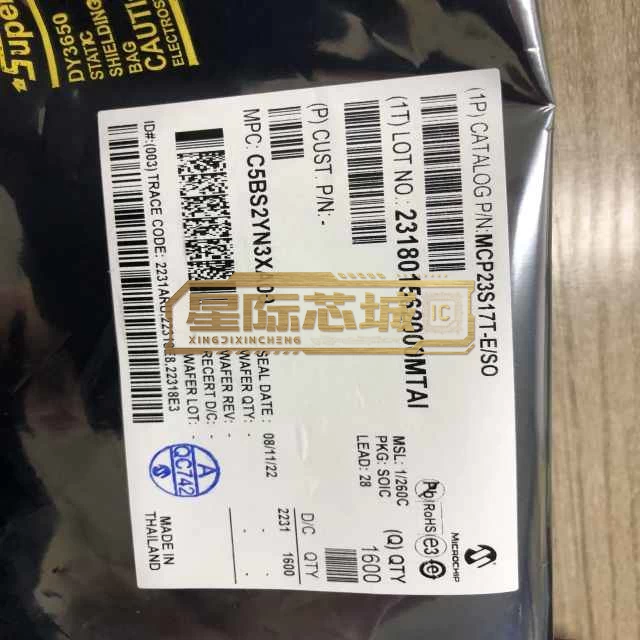 Super
DY3650
STATIC
SHIELDING
BAG
CAUTION
ELECTROS
MICROCHIP
(1P) CATALOG P/N:MCP23S17T-E/SO
(1T) LOT NO.:
MTAI
(P) CUST. P/N: -
MPC:
ID#: (003) TRACE CODE:
22318E3
Pb RoHS e3
MSL: 1/260C
PKG: SOIC
LEAD: 28
(Q) QTY
1600
SEAL DATE: 08/11/22
D/C QTY
2231 1600
WAFER QTY:
WAFER REV: -
RECERT D/C: -
WAFER LOT: -
A
QC742
MADE IN
THAILAND
星际芯城
XINGJIXINCHENG
IC